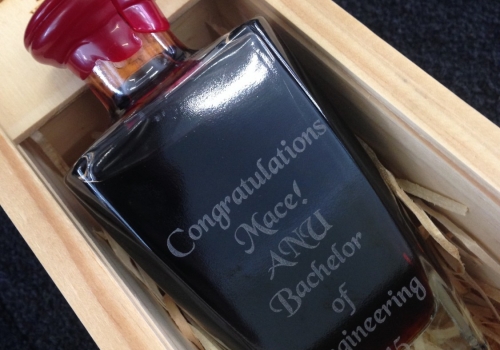 Congratulations
Mace!
ANU
Bachelor
of